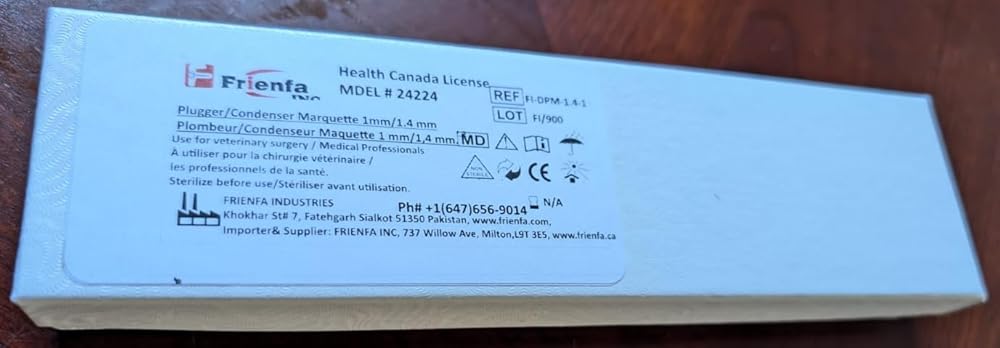 Frienfa
INC
Health Canada License
MDEL # 24224
REF FI-DPM-1.4-1
LOT FI/900
Plugger/Condenser Marquette 1mm/1,4 mm
Plombeur/Condenseur Maquette 1 mm/1,4 mm
MD
Use for veterinary surgery / Medical Professionals
À utiliser pour la chirurgie vétérinaire /
les professionnels de la santé.
Sterilize before use/Stériliser avant utilisation.
CE
FRIENFA INDUSTRIES
Ph# +1(647)656-9014
N/A
Khokhar St# 7, Fatehgarh Sialkot 51350 Pakistan, www.frienfa.com,
Importer& Supplier: FRIENFA INC, 737 Willow Ave, Milton,L9T 3E5, www.frienfa.ca